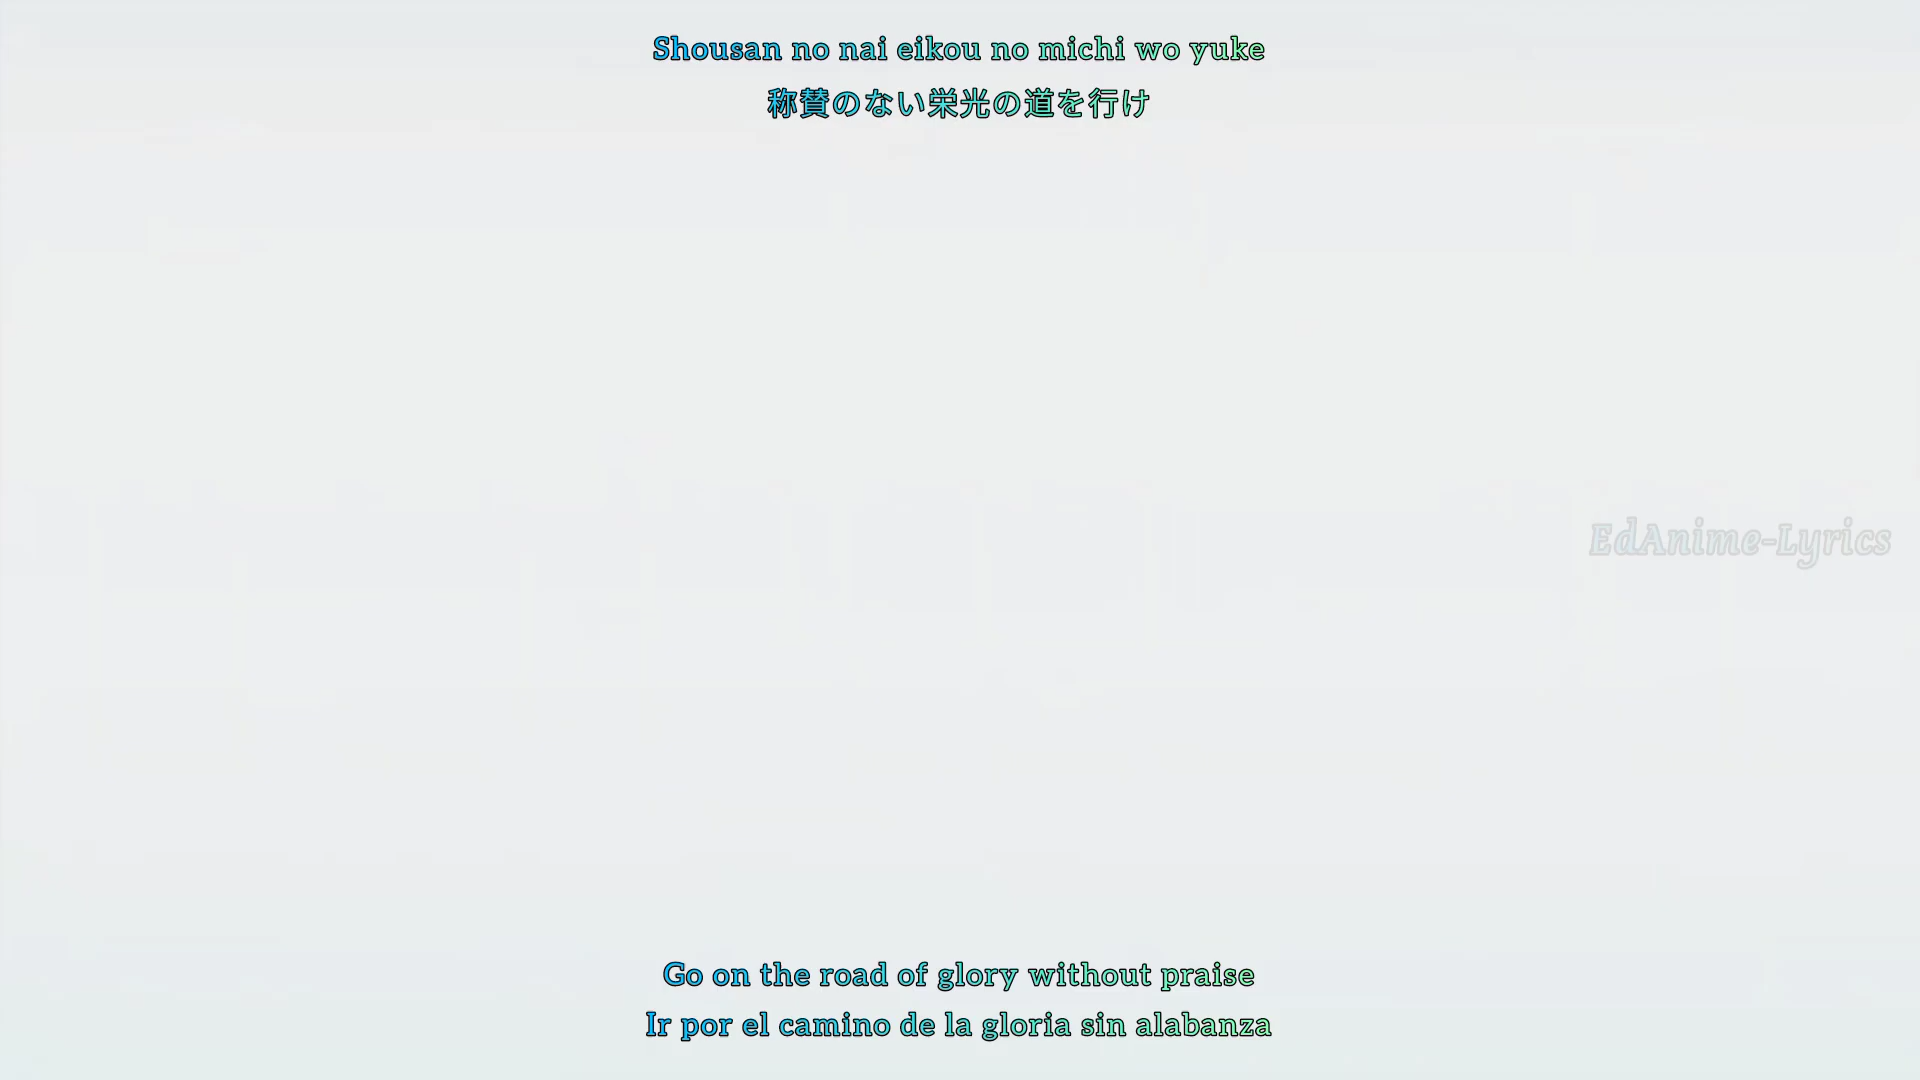 Shousan no nai eikou no michi wo yuke
称賛のない栄光の道を行け
EdAnime-Lyrics
Go on the road of glory without praise
Ir por el camino de la gloria sin alabanza